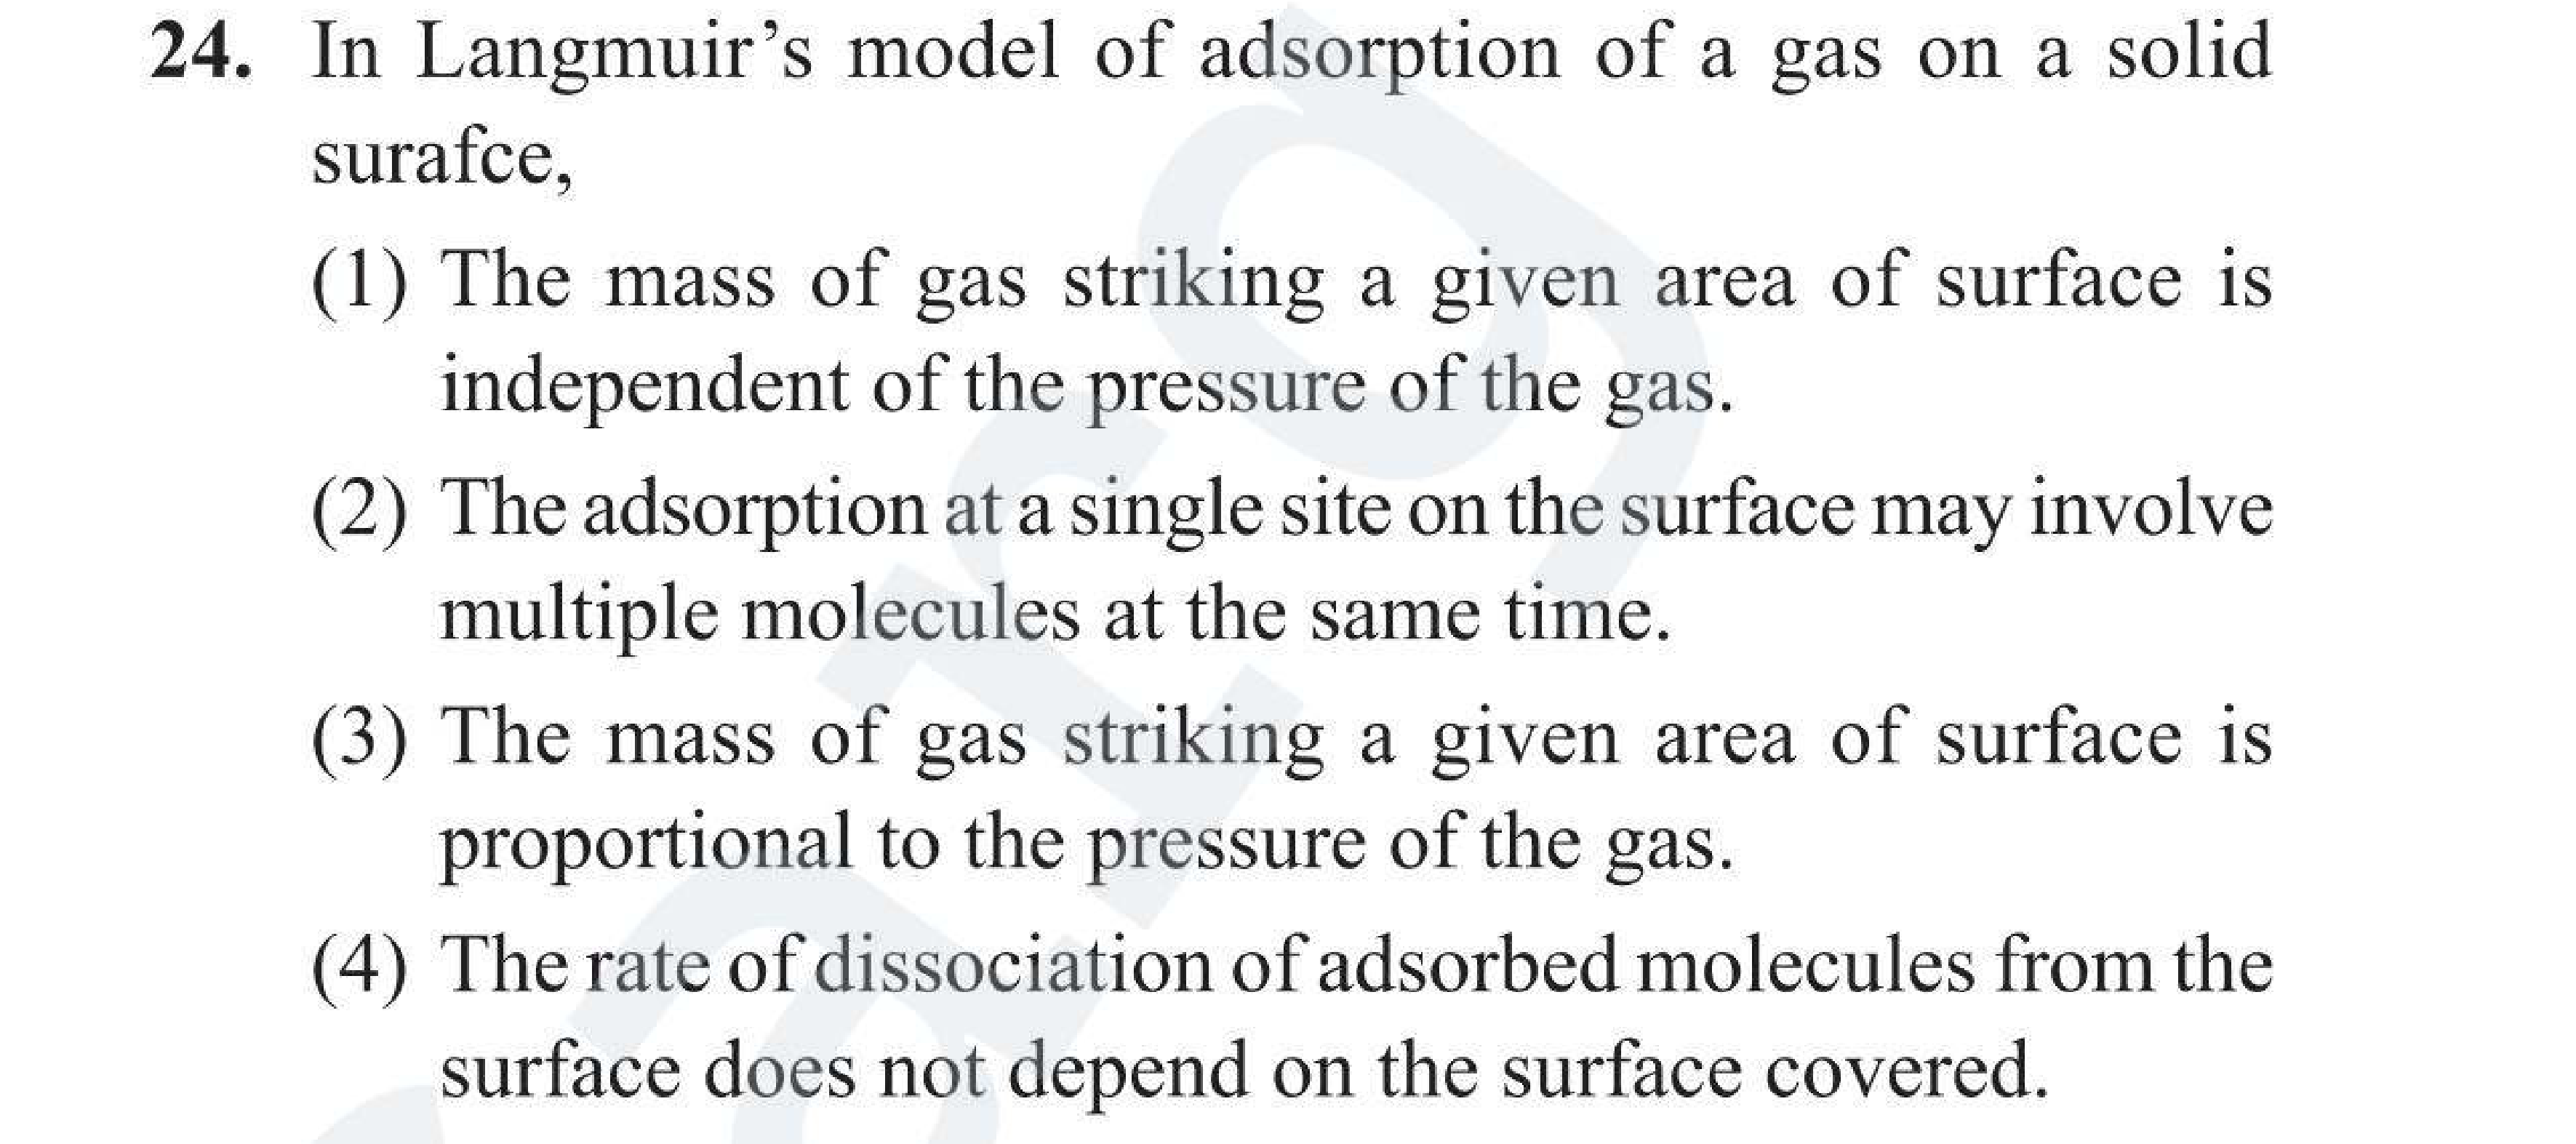 24. In Langmuir’s model of adsorption of a gas on a solid
surafce,
(1) The mass of gas striking a given area of surface is
independent of the pressure of the gas.
(2) The adsorption at a single site on the surface may involve
multiple molecules at the same time.
(3) The mass of gas striking a given area of surface is
proportional to the pressure of the gas.
(4) The rate of dissociation of adsorbed molecules from the
surface does not depend on the surface covered.